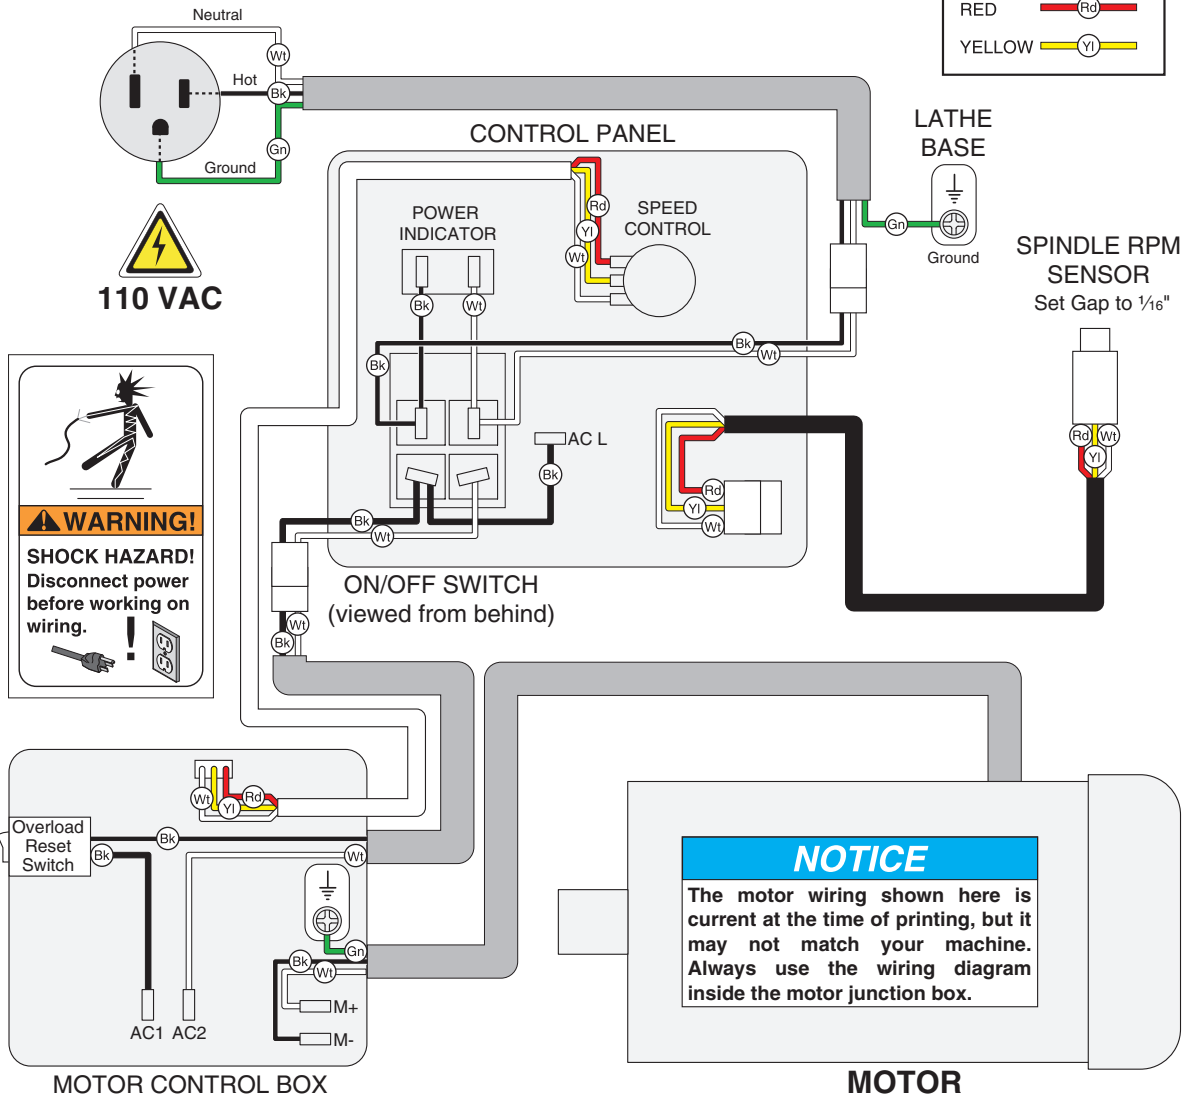 Neutral
Wt
Hot
Bk
Gn
Ground
110 VAC
RED
Rd
YELLOW
Yl
CONTROL PANEL
LATHE
BASE
Gn
Ground
POWER
INDICATOR
Rd
Yl
Wt
SPEED
CONTROL
SPINDLE RPM
SENSOR
Set Gap to 1⁄16"
Bk
Wt
Bk
Wt
Bk
AC L
Bk
Rd
Wt
Yl
Rd
Yl
Wt
Bk
Wt
WARNING!
SHOCK HAZARD!
Disconnect power
before working on
wiring.
!
ON/OFF SWITCH
(viewed from behind)
Wt
Bk
Wt
Yl
Rd
Overload
Reset
Switch
Bk
Bk
Wt
Gn
Bk
Wt
M+
M-
AC1
AC2
MOTOR CONTROL BOX
NOTICE
The motor wiring shown here is
current at the time of printing, but it
may not match your machine.
Always use the wiring diagram
inside the motor junction box.
MOTOR